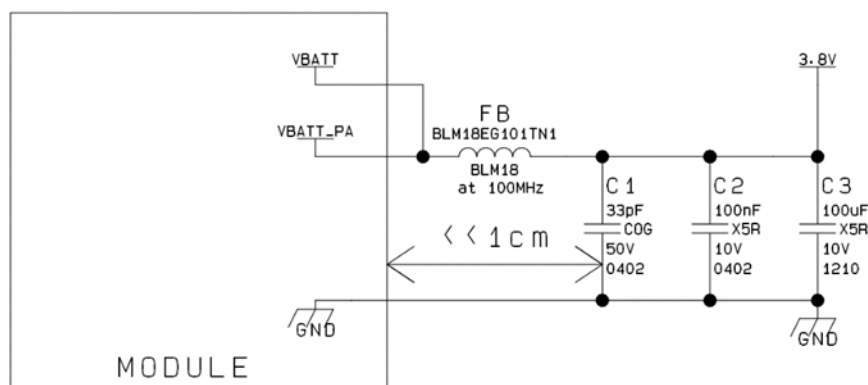 VBATT
3.8V
FB
BLM18EG101TN1
VBATT_PA
BLM18
at 100MHz
C1
33pF
C0G
50V
0402
C2
100nF
X5R
10V
0402
C3
100uF
X5R
10V
1210
<<1cm
GND
GND
MODULE